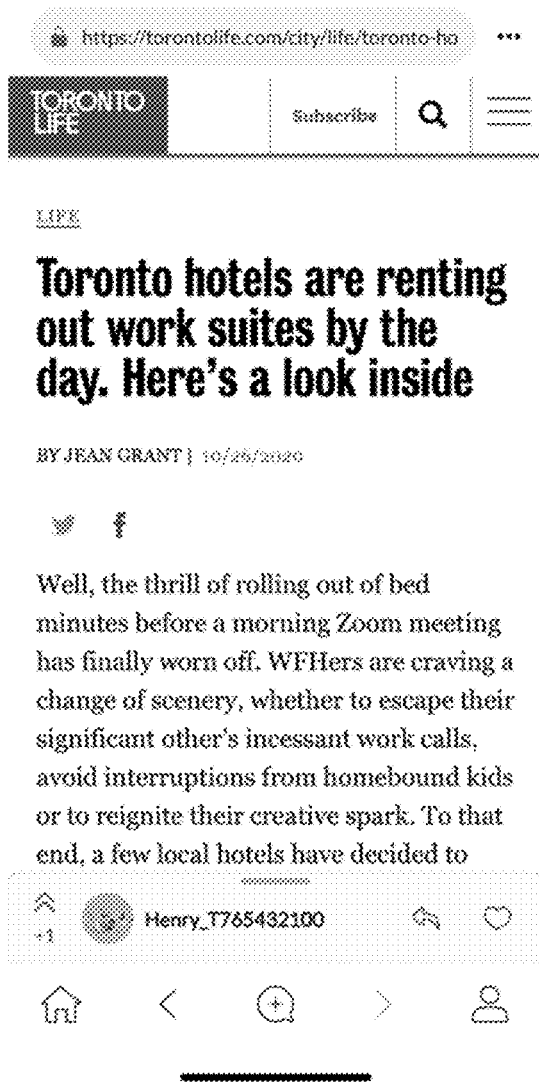 https://torontolife.com/city/life/toronto-ho
TORONTO
LIFE
Subscribe
LIFE
Toronto hotels are renting
out work suites by the
day. Here's a look inside
BY JEAN GRANT | 10/26/2020
Well, the thrill of rolling out of bed
minutes before a morning Zoom meeting
has finally worn off. WFHers are craving a
change of scenery, whether to escape their
significant other's incessant work calls,
avoid interruptions from homebound kids
or to reignite their creative spark. To that
end, a few local hotels have decided to
+1
Henry_T765432100